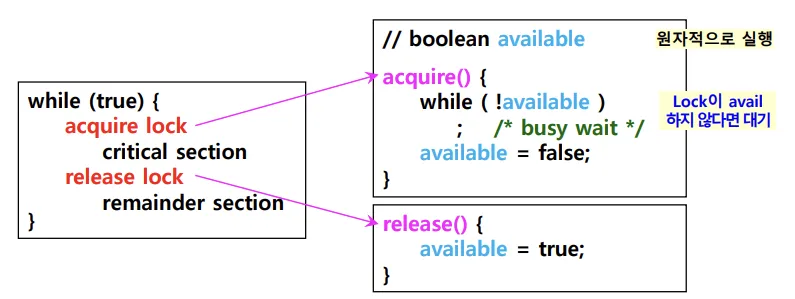 while (true) {
acquire lock
critical section
release lock
remainder section
}
// boolean available
원자적으로 실행
acquire() {
while ( !available )
; /* busy wait */
available = false;
}
Lock이 avail
하지 않다면 대기
release() {
available = true;
}